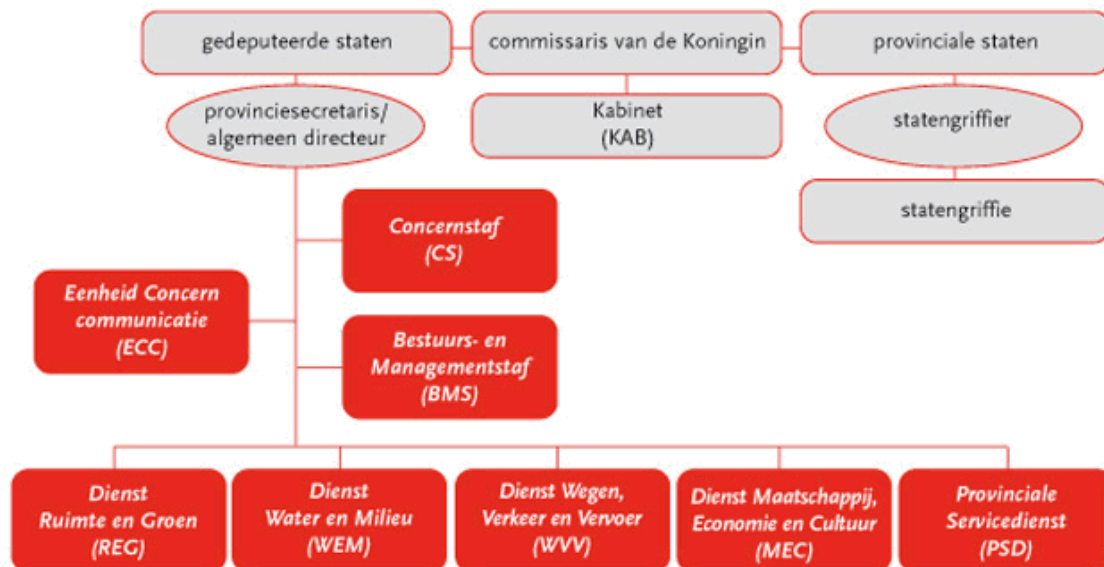 gedeputeerde staten
commissaris van de Koningin
provinciale staten
provinciesecretaris/
algemeen directeur
Kabinet
(KAB)
statengriffier
statengriffie
Concernstaf
(CS)
Eenheid Concern
communicatie
(ECC)
Bestuurs- en
Managementstaf
(BMS)
Dienst
Ruimte en Groen
(REG)
Dienst
Water en Milieu
(WEM)
Dienst Wegen,
Verkeer en Vervoer
(WVV)
Dienst Maatschappij,
Economie en Cultuur
(MEC)
Provinciale
Servicedienst
(PSD)